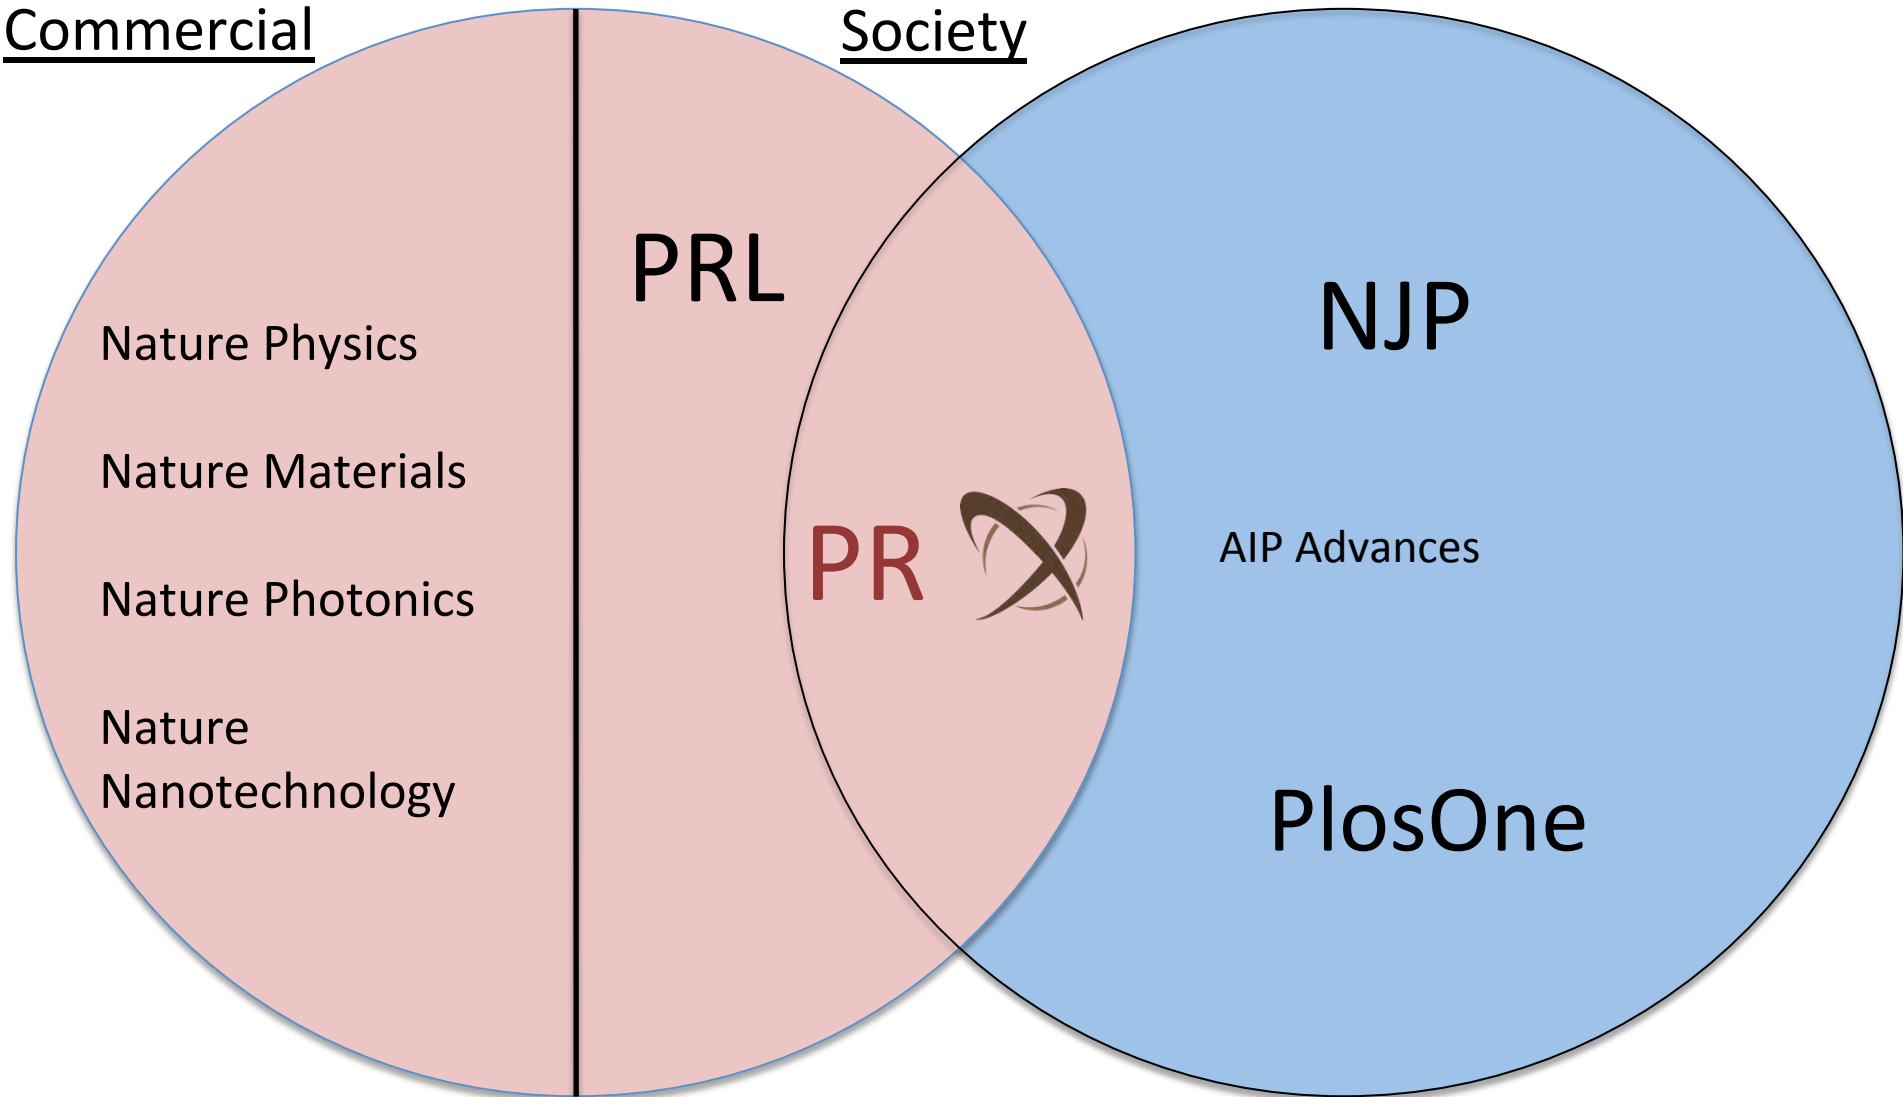 Commercial
Society
PRL
NJP
Nature Physics
Nature Materials
PR
AIP Advances
Nature Photonics
Nature
Nanotechnology
PlosOne